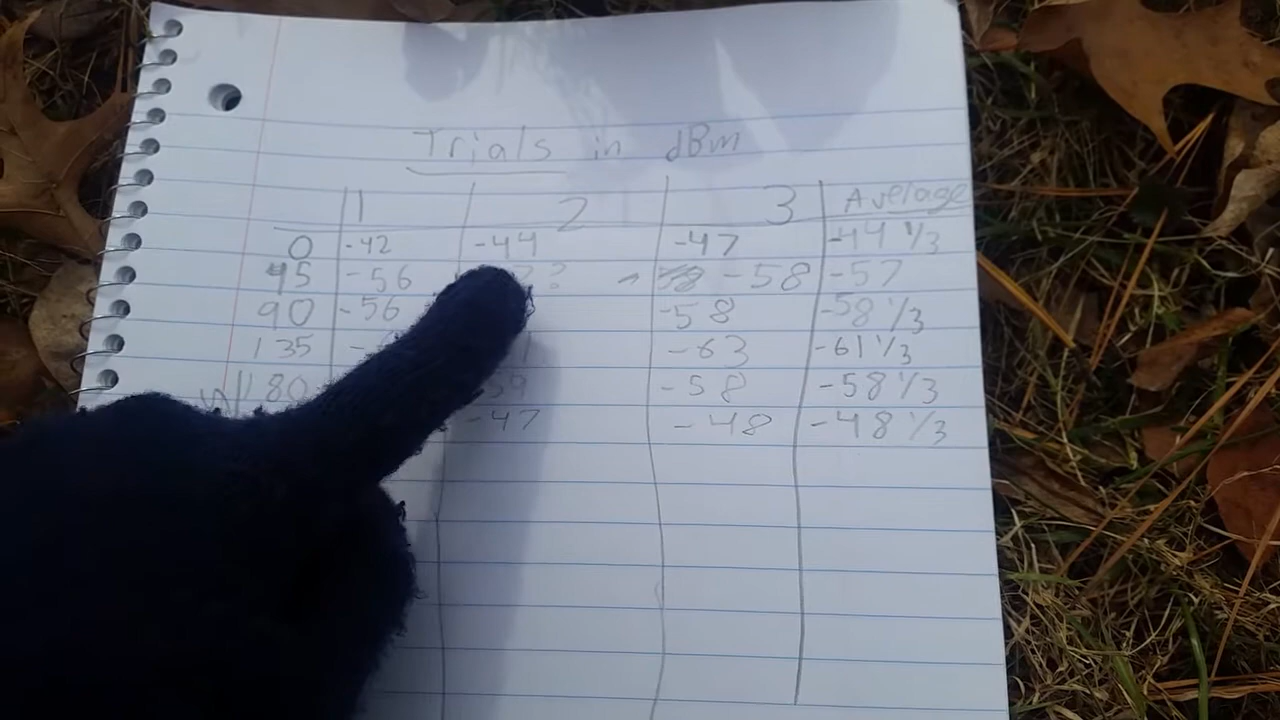 Trials in dBm
1 2 3 Average
0 -42 -44 -47 -44 1/3
45 -56 ? -58 -57
90 -56 -58 -58 1/3
135 - -63 -61 1/3
180 59 -58 -58 1/3
-47 -48 -48 1/3